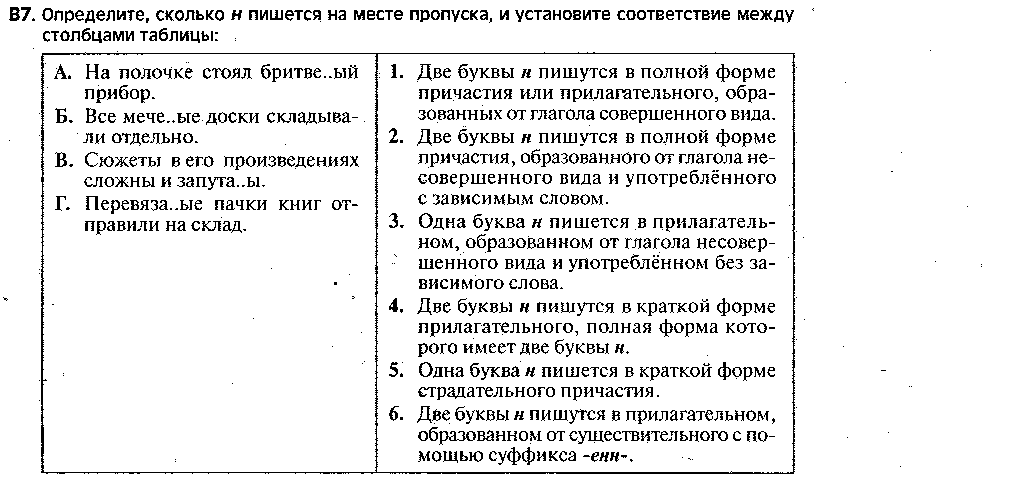 В7. Определите, сколько н пишется на месте пропуска, и установите соответствие между
столбцами таблицы:
А. На полочке стоял бритве..ый
прибор.
Б. Все мече..ые доски складыва-
ли отдельно.
В. Сюжеты в его произведениях
сложны и запута..ы.
Г. Перевяза..ые пачки книг от-
правили на склад.
1. Две буквы н пишутся в полной форме
причастия или прилагательного, обра-
зованных от глагола совершенного вида.
2. Две буквы н пишутся в полной форме
причастия, образованного от глагола не-
совершенного вида и употреблённого
с зависимым словом.
3. Одна буква н пишется в прилагатель-
ном, образованном от глагола несовер-
шенного вида и употреблённом без за-
висимого слова.
4. Две буквы н пишутся в краткой форме
прилагательного, полная форма кото-
рого имеет две буквы н.
5. Одна буква н пишется в краткой форме
страдательного причастия.
6. Две буквы н пишутся в прилагательном,
образованном от существительного с по-
мощью суффикса -енн-.